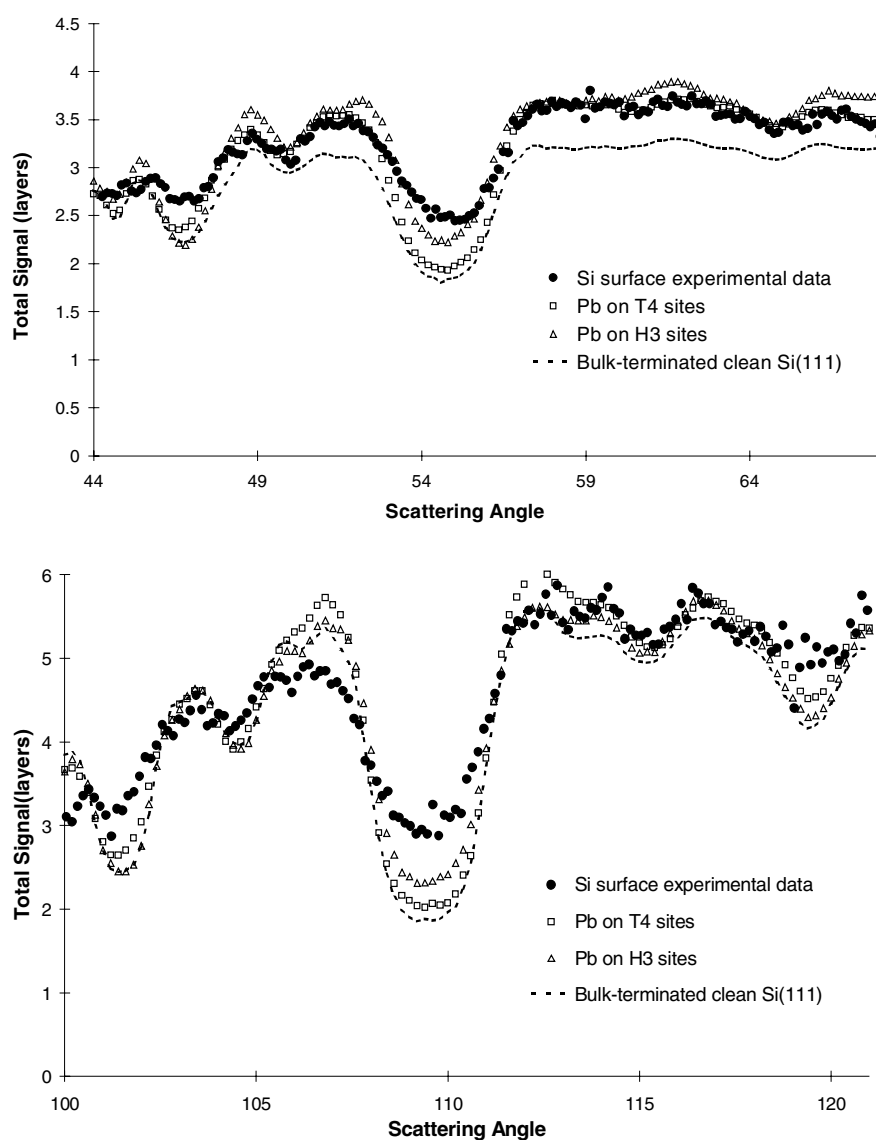 4.5
4
3.5
3
2.5
2
1.5
1
0.5
0
Total Signal (layers)
Si surface experimental data
Pb on T4 sites
Pb on H3 sites
Bulk-terminated clean Si(111)
44 49 54 59 64
Scattering Angle
6
5
4
3
2
1
0
Total Signal(layers)
Si surface experimental data
Pb on T4 sites
Pb on H3 sites
Bulk-terminated clean Si(111)
100 105 110 115 120
Scattering Angle